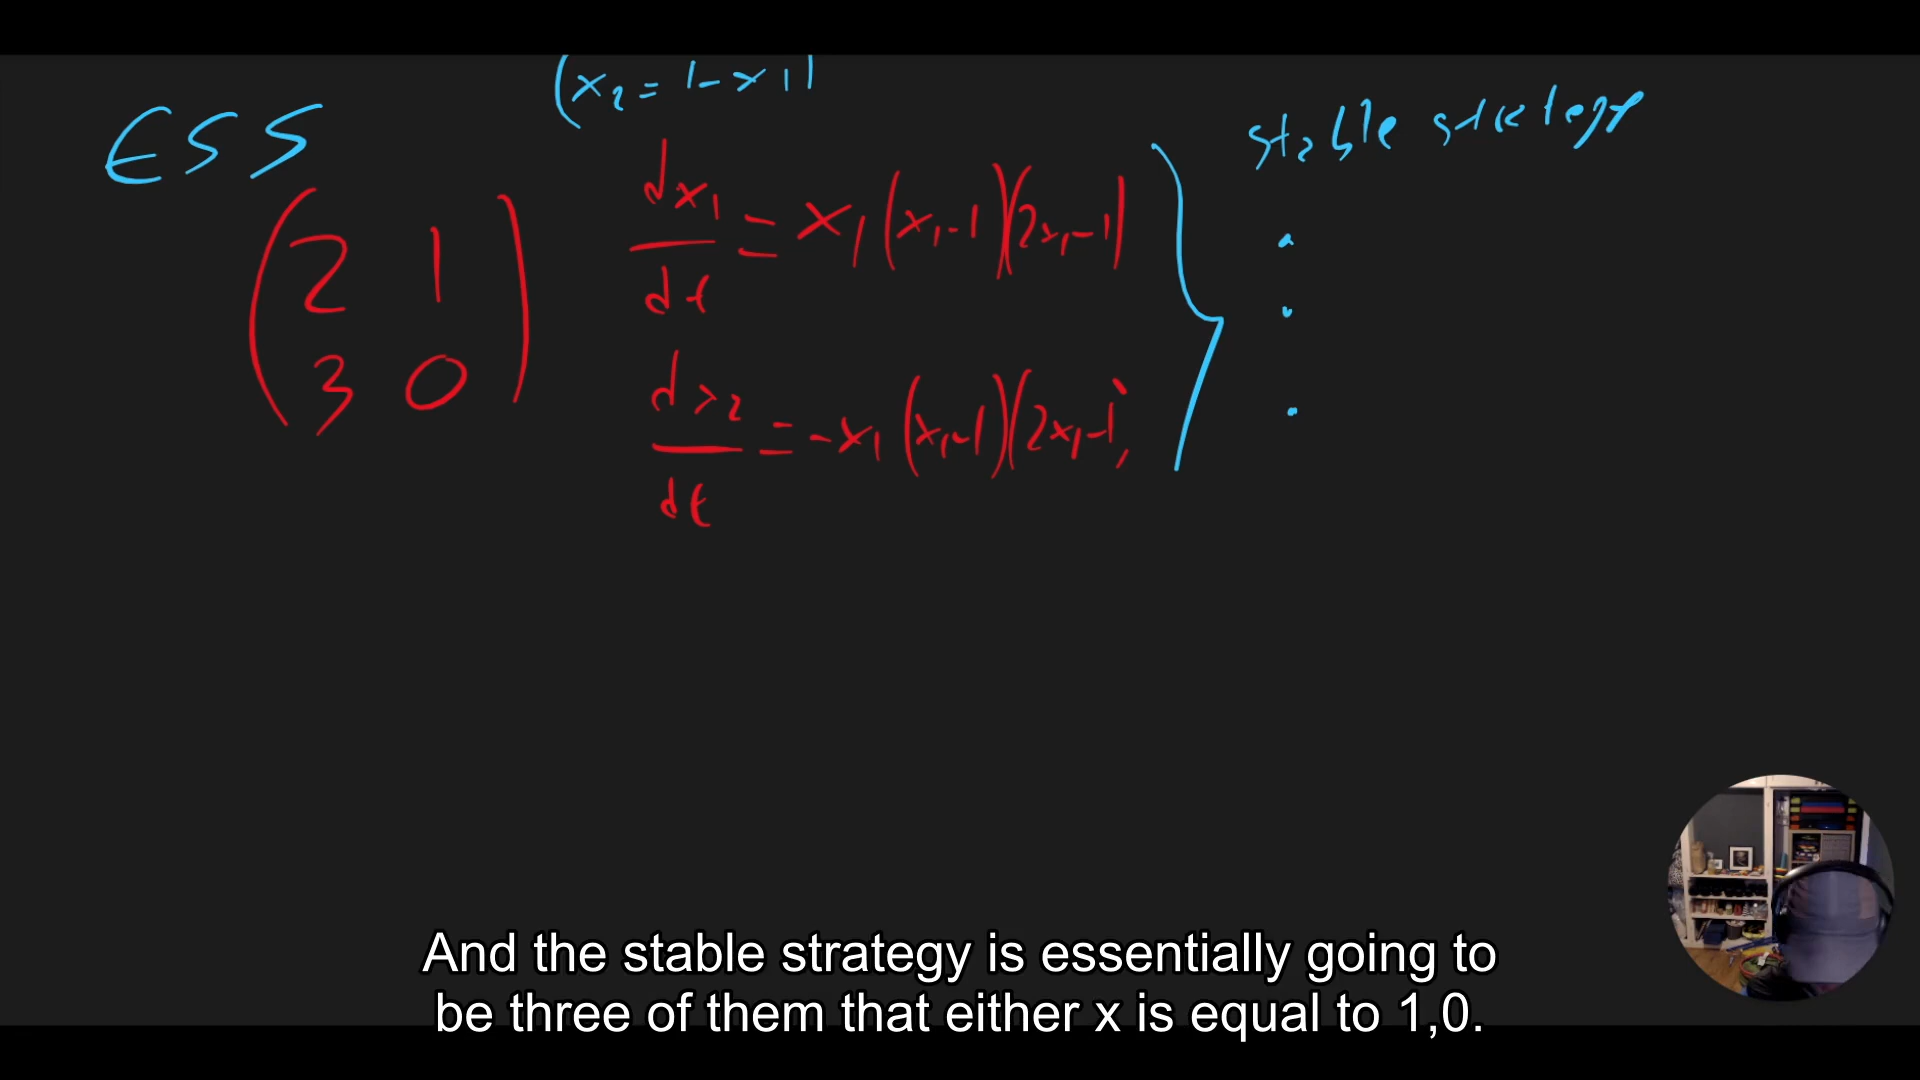 (x₂ = 1 - x₁)
ESS
stable strategy
(2 1
3 0)
dx₁/dt = x₁(x₁-1)(2x₁-1)
dx₂/dt = -x₁(x₁-1)(2x₁-1)
And the stable strategy is essentially going to
be three of them that either x is equal to 1,0.